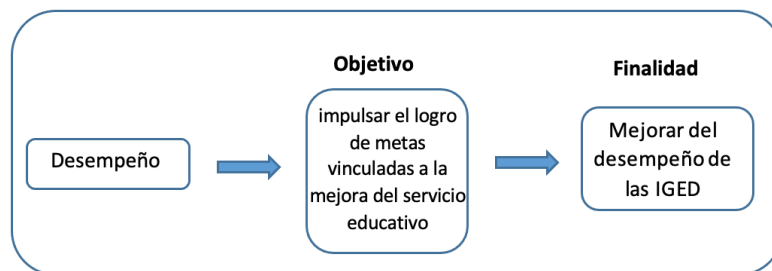 Desempeño
Objetivo
impulsar el logro
de metas
vinculadas a la
mejora del servicio
educativo
Finalidad
Mejorar del
desempeño de
las IGED